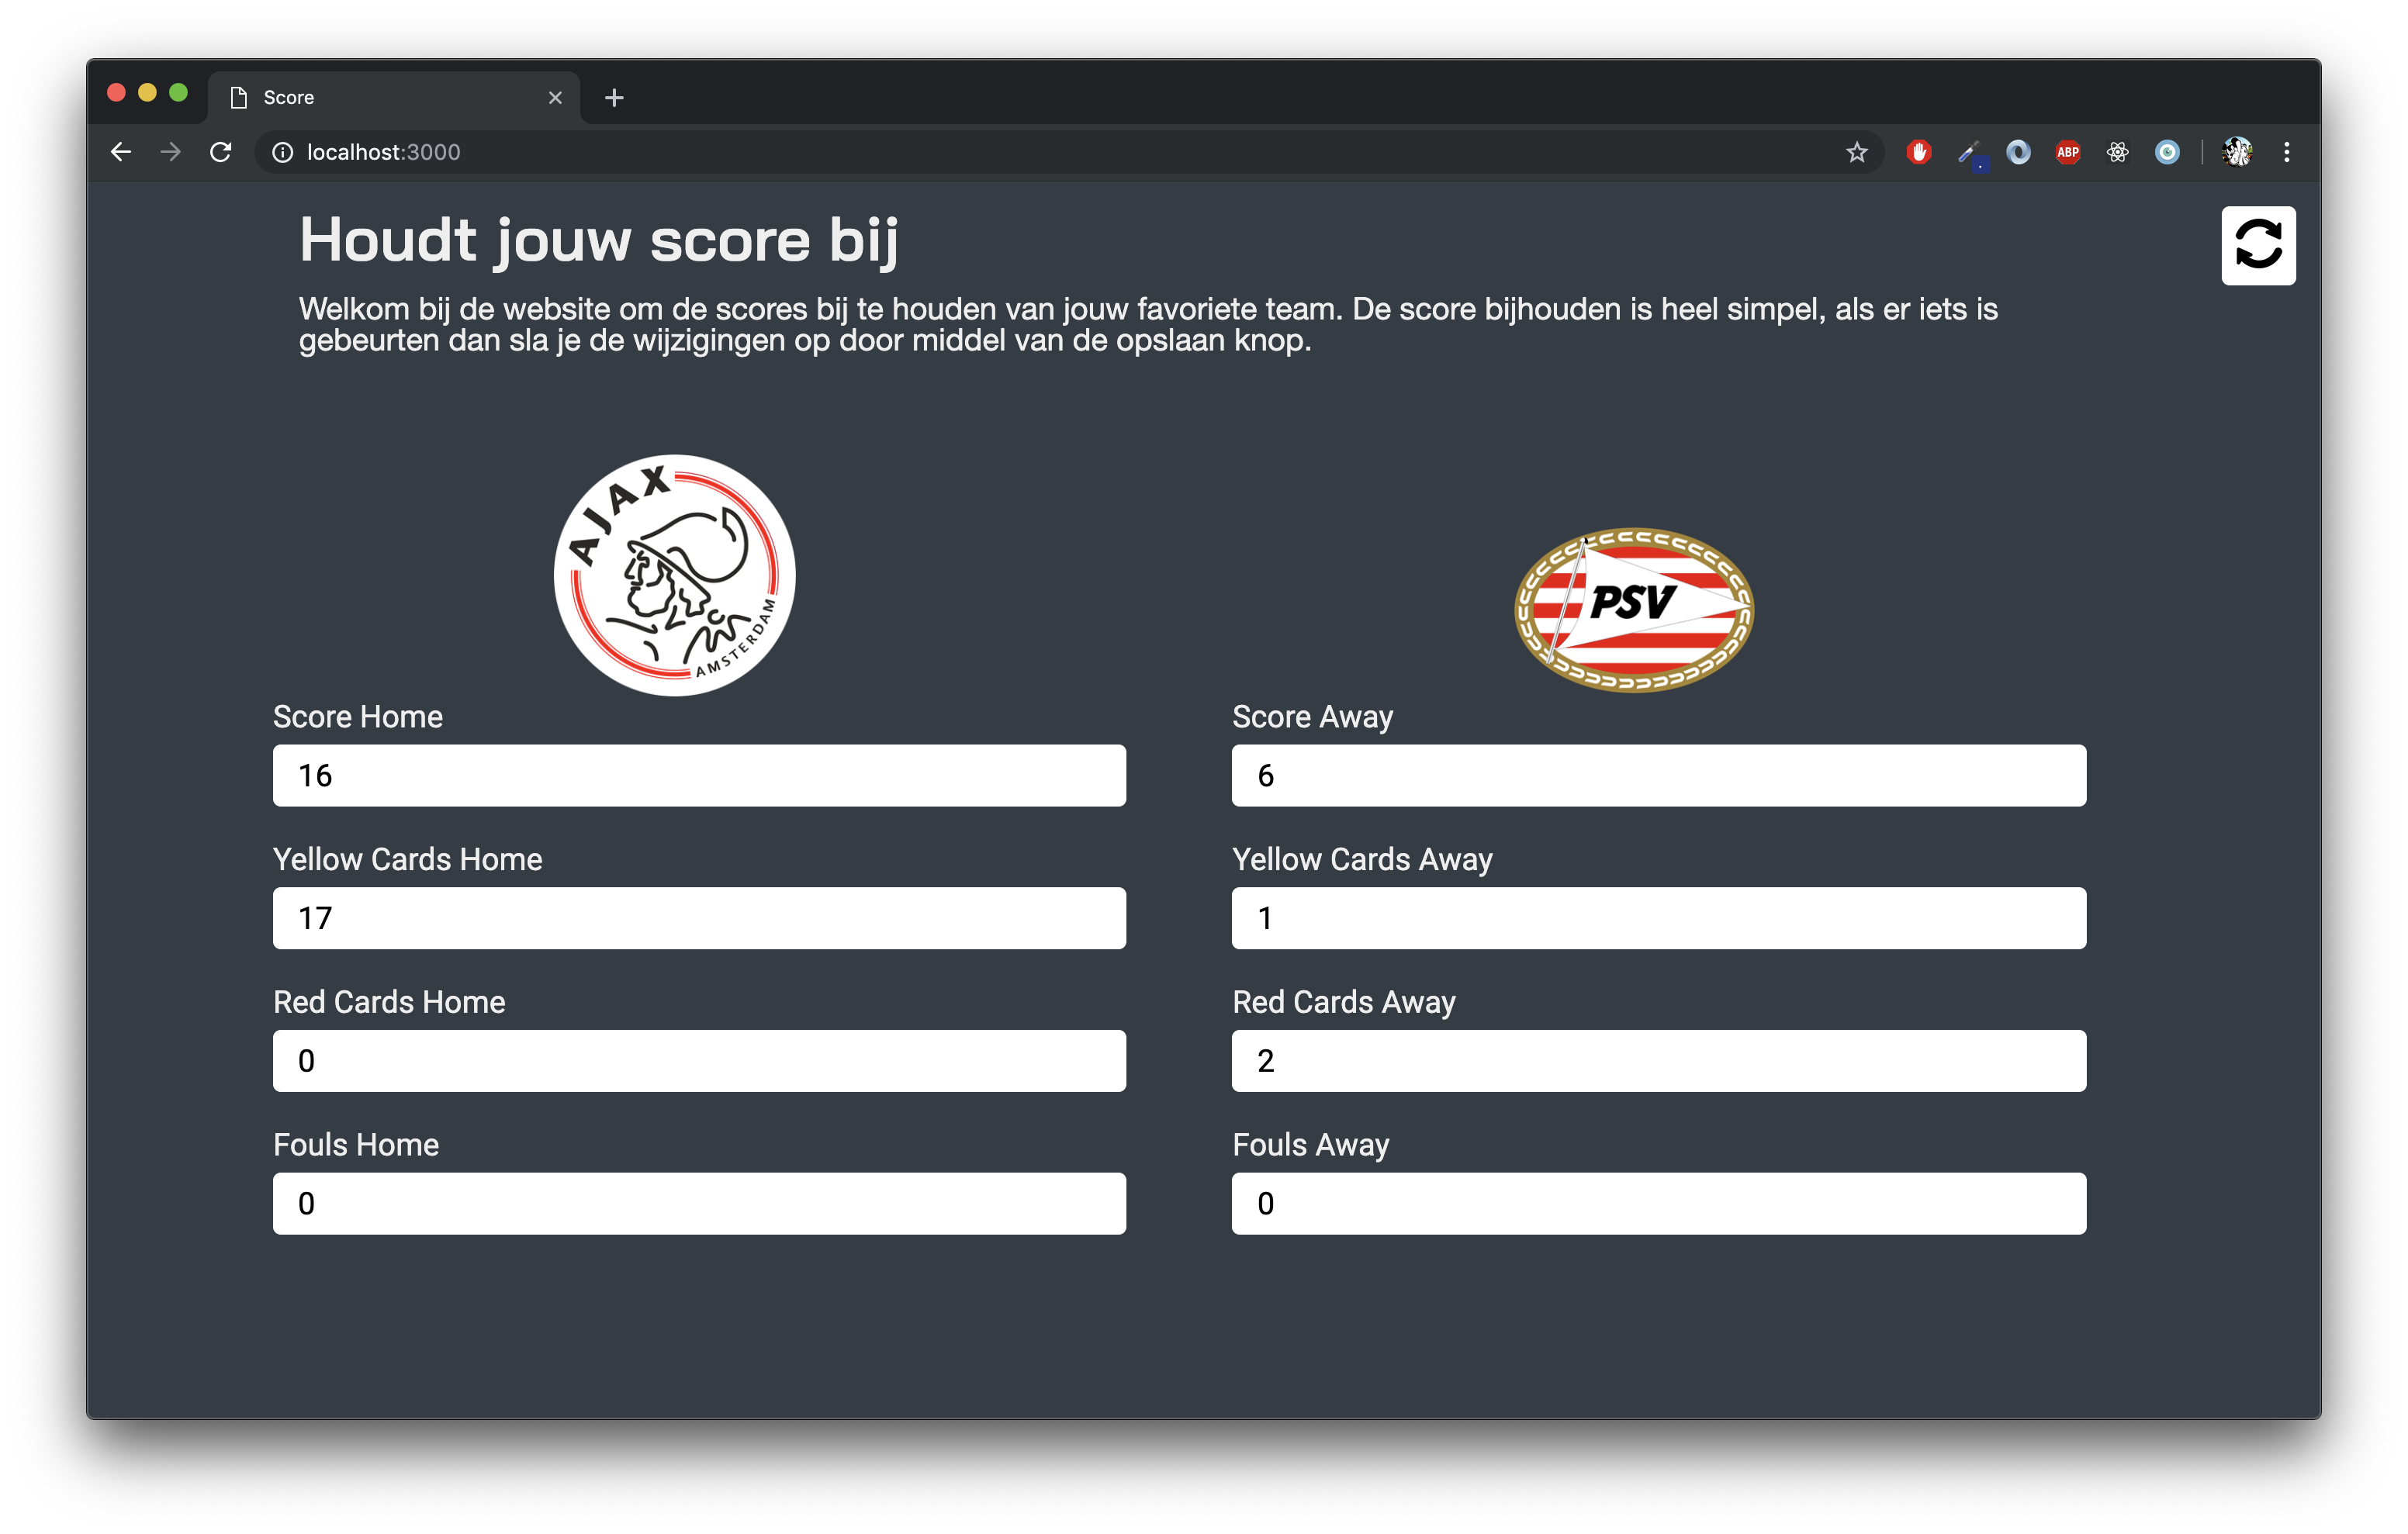 Score
localhost:3000
ABP
Houdt jouw score bij
Welkom bij de website om de scores bij te houden van jouw favoriete team. De score bijhouden is heel simpel, als er iets is
gebeurten dan sla je de wijzigingen op door middel van de opslaan knop.
AJAX
AMSTERDAM
PSV
Score Home
16
Yellow Cards Home
17
Red Cards Home
0
Fouls Home
0
Score Away
6
Yellow Cards Away
1
Red Cards Away
2
Fouls Away
0